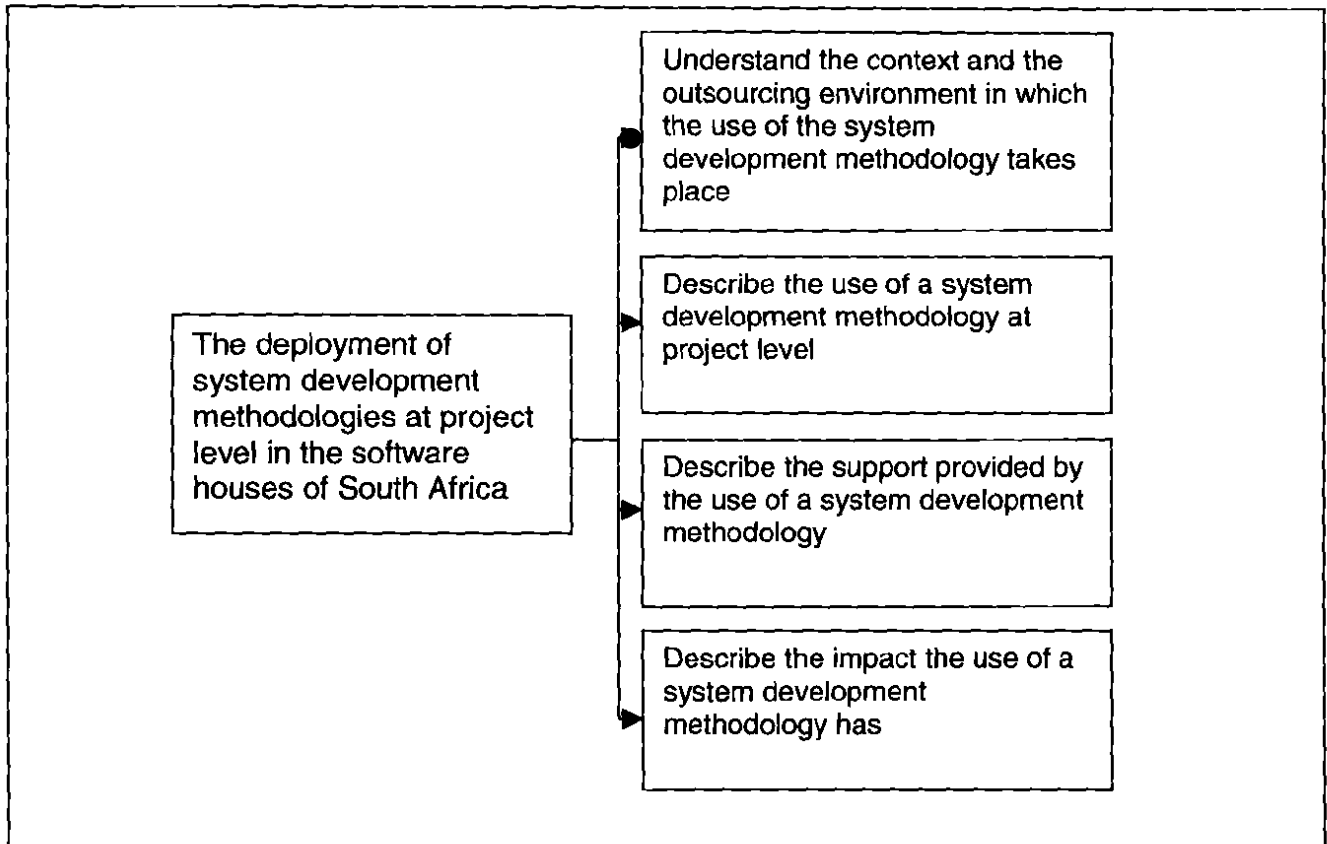 Understand the context and the
outsourcing environment in which
the use of the system
development methodology takes
place
Describe the use of a system
development methodology at
project level
The deployment of
system development
methodologies at project
level in the software
houses of South Africa
Describe the support provided by
the use of a system development
methodology
Describe the impact the use of a
system development
methodology has